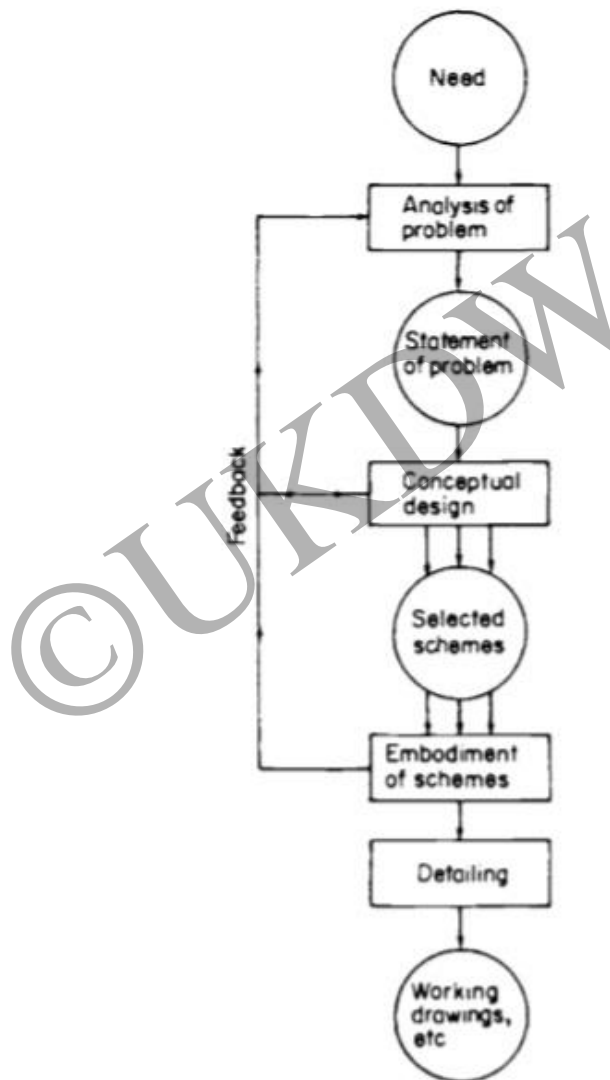 Need
Analysis of
problem
Statement
of problem
Feedback
Conceptual
design
Selected
schemes
Embodiment
of schemes
Detailing
Working
drawings,
etc
©UKDW